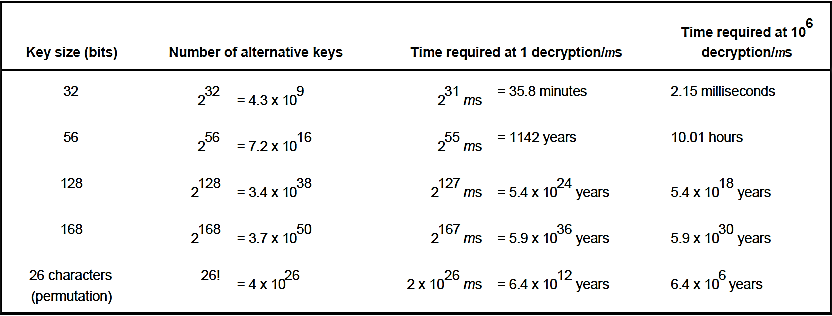 Key size (bits) Number of alternative keys Time required at 1 decryption/ms Time required at 10^6 decryption/ms
32 2^32 = 4.3 x 10^9 2^31 ms = 35.8 minutes 2.15 milliseconds
56 2^56 = 7.2 x 10^16 2^55 ms = 1142 years 10.01 hours
128 2^128 = 3.4 x 10^38 2^127 ms = 5.4 x 10^24 years 5.4 x 10^18 years
168 2^168 = 3.7 x 10^50 2^167 ms = 5.9 x 10^36 years 5.9 x 10^30 years
26 characters (permutation) 26! = 4 x 10^26 2 x 10^26 ms = 6.4 x 10^12 years 6.4 x 10^6 years